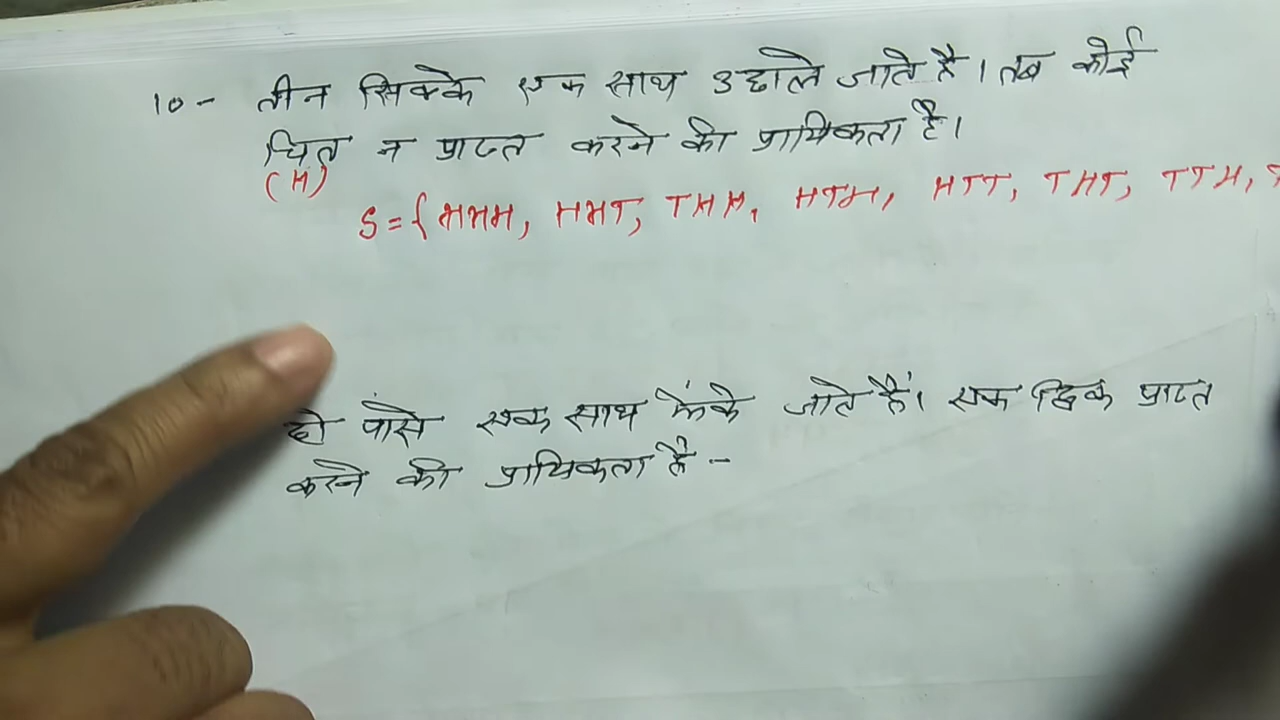 10- तीन सिक्के एक साथ उछाले जाते है। तब कोई
चित न प्राप्त करने की प्रायिकता है।
(H)
S={HHH, HHT, THH, HTH, HTT, THT, TTH,
दो पांसे एक साथ फेंके जाते हैं। एक द्विक प्राप्त
करने की प्रायिकता है -